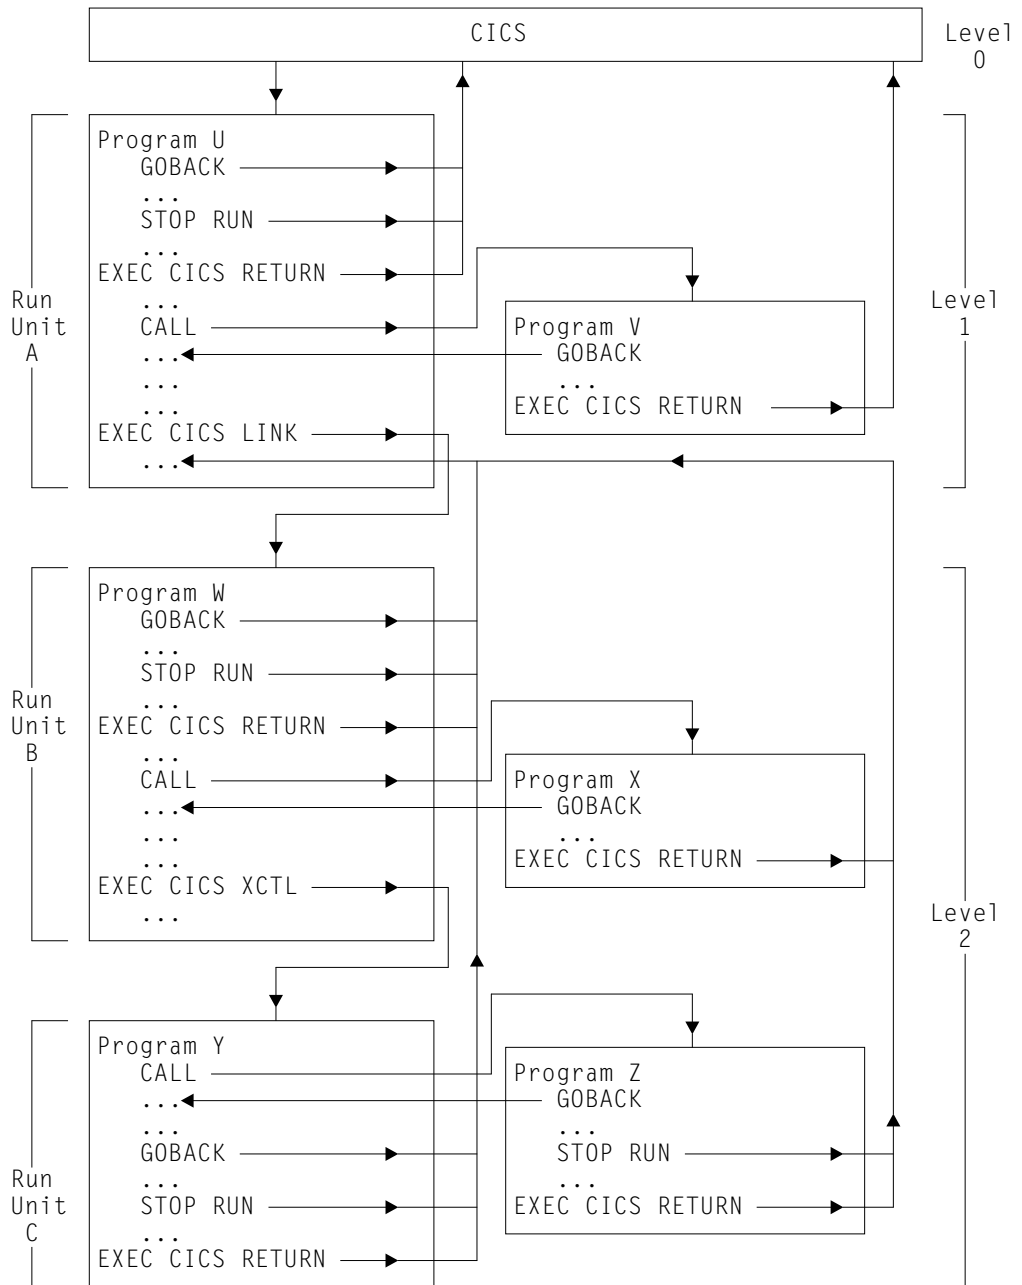 CICS
Level
0
Program U
GOBACK
...
STOP RUN
...
EXEC CICS RETURN
...
CALL
...
...
...
EXEC CICS LINK
...
Run
Unit
A
Program V
GOBACK
...
EXEC CICS RETURN
Level
1
Program W
GOBACK
...
STOP RUN
...
EXEC CICS RETURN
...
CALL
...
...
...
EXEC CICS XCTL
...
Run
Unit
B
Program X
GOBACK
...
EXEC CICS RETURN
Level
2
Program Y
CALL
...
...
GOBACK
...
STOP RUN
...
EXEC CICS RETURN
Run
Unit
C
Program Z
GOBACK
...
STOP RUN
...
EXEC CICS RETURN